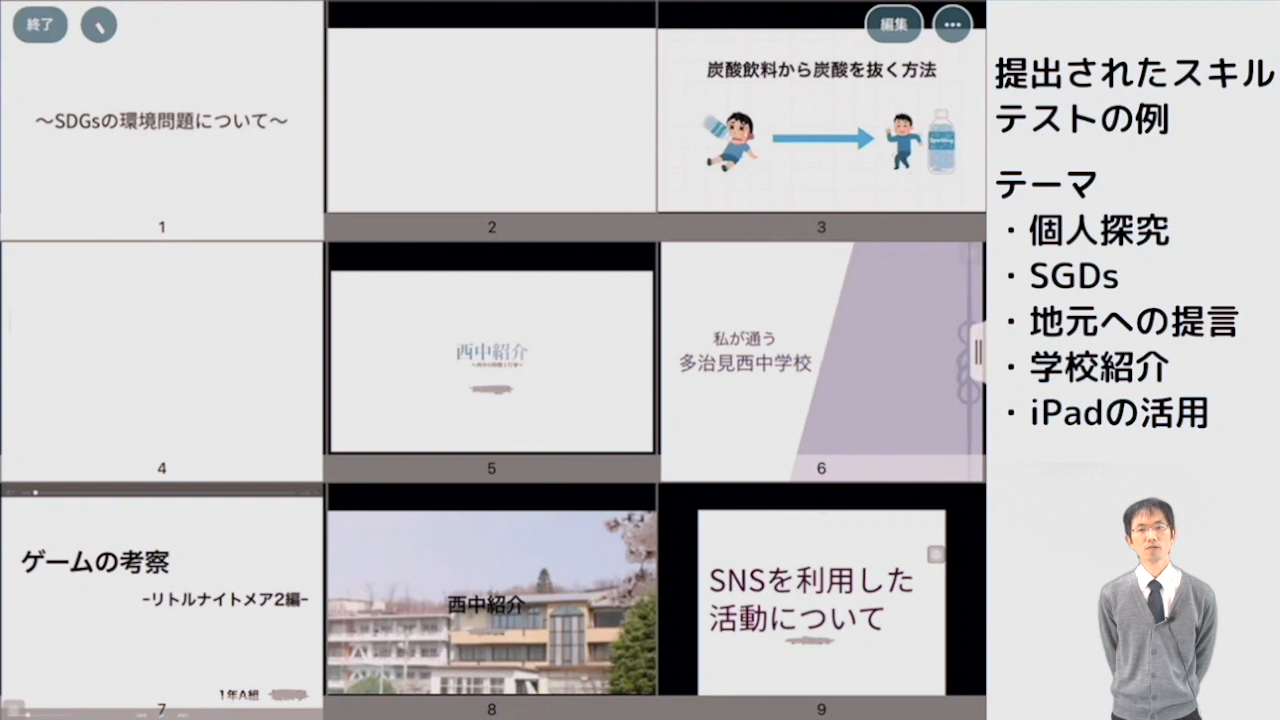 終了
編集
～SDGsの環境問題について～
1
2
炭酸飲料から炭酸を抜く方法
3
4
西中紹介
5
私が通う
多治見西中学校
6
ゲームの考察
-リトルナイトメア2編-
1年A組
7
西中紹介
8
SNSを利用した
活動について
9
提出されたスキル
テストの例
テーマ
・個人探究
・SGDs
・地元への提言
・学校紹介
・iPadの活用